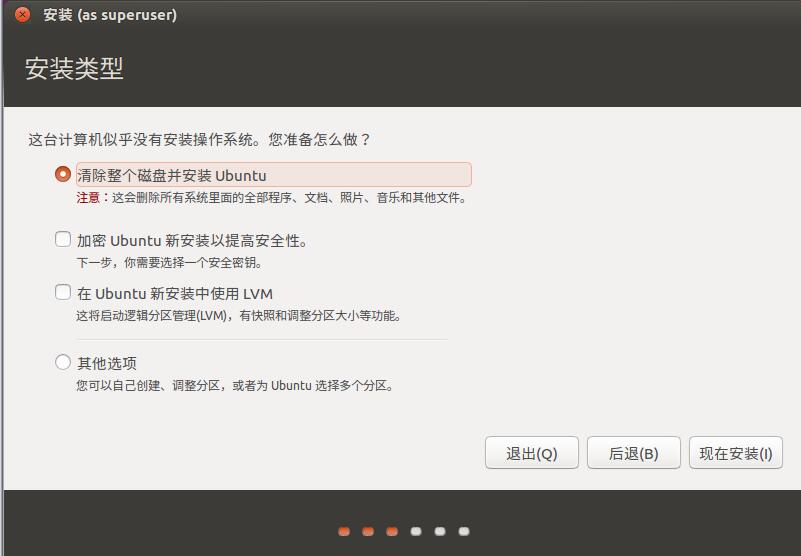 安装 (as superuser)
安装类型
这台计算机似乎没有安装操作系统。您准备怎么做？
清除整个磁盘并安装 Ubuntu
注意：这会删除所有系统里面的全部程序、文档、照片、音乐和其他文件。
加密 Ubuntu 新安装以提高安全性。
下一步，你需要选择一个安全密钥。
在 Ubuntu 新安装中使用 LVM
这将启动逻辑分区管理(LVM)，有快照和调整分区大小等功能。
其他选项
您可以自己创建、调整分区，或者为 Ubuntu 选择多个分区。
退出(Q)
后退(B)
现在安装(I)